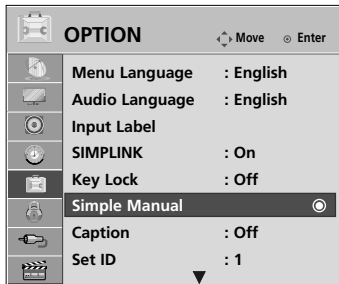 OPTION Move Enter
Menu Language : English
Audio Language : English
Input Label
SIMPLINK : On
Key Lock : Off
Simple Manual
Caption : Off
Set ID : 1